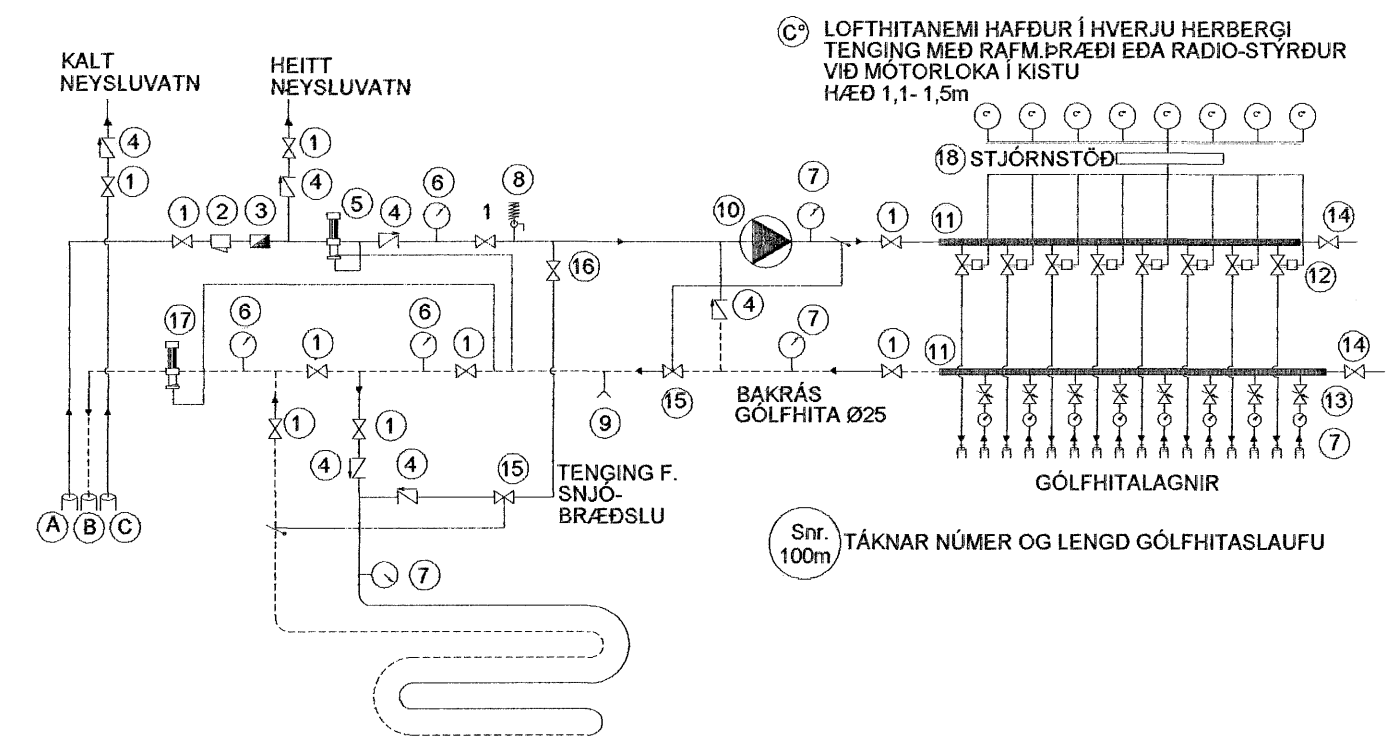 C° LOFTHITANEMI HAFÐUR Í HVERJU HERBERGI
TENGING MEÐ RAFM.ÞRÆÐI EÐA RADIO-STÝRÐUR
VIÐ MÓTORLOKA Í KISTU
HÆÐ 1,1- 1,5m
KALT
NEYSLUVATN
HEITT
NEYSLUVATN
C° C° C° C° C° C° C° C°
4
1
1
4
18 STJÓRNSTÖÐ
1
2
3
5
4
6
1
8
10
7
1
11
14
16
12
17
6
1
6
1
4
7
1
11
14
15
9
BAKRÁS
GÓLFHITA Ø25
13
7
1
1
4
4
15
TENGING F.
SNJÓ-
BRÆÐSLU
A
B
C
GÓLFHITALAGNIR
Snr.
100m
TÁKNAR NÚMER OG LENGD GÓLFHITASLAUFU
7